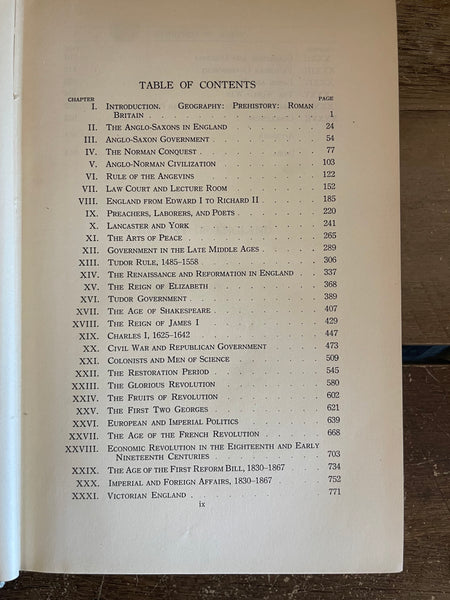 TABLE OF CONTENTS
CHAPTER PAGE
I. Introduction. Geography: Prehistory: Roman
Britain . . . . . . . . . . 1
II. The Anglo-Saxons in England . . . . . . 24
III. Anglo-Saxon Government . . . . . . . 54
IV. The Norman Conquest . . . . . . . . 77
V. Anglo-Norman Civilization . . . . . . . 103
VI. Rule of the Angevins . . . . . . . . 122
VII. Law Court and Lecture Room . . . . . . 152
VIII. England from Edward I to Richard II . . . . 185
IX. Preachers, Laborers, and Poets . . . . . 220
X. Lancaster and York . . . . . . . . 241
XI. The Arts of Peace . . . . . . . . 265
XII. Government in the Late Middle Ages . . . . 289
XIII. Tudor Rule, 1485-1558 . . . . . . . 306
XIV. The Renaissance and Reformation in England . . 337
XV. The Reign of Elizabeth . . . . . . . 368
XVI. Tudor Government . . . . . . . . 389
XVII. The Age of Shakespeare . . . . . . . 407
XVIII. The Reign of James I . . . . . . . . 429
XIX. Charles I, 1625-1642 . . . . . . . . 447
XX. Civil War and Republican Government . . . . 473
XXI. Colonists and Men of Science . . . . . . 509
XXII. The Restoration Period . . . . . . . 545
XXIII. The Glorious Revolution . . . . . . . 580
XXIV. The Fruits of Revolution . . . . . . . 602
XXV. The First Two Georges . . . . . . . 621
XXVI. European and Imperial Politics . . . . . 639
XXVII. The Age of the French Revolution . . . . 668
XXVIII. Economic Revolution in the Eighteenth and Early
Nineteenth Centuries . . . . . . . 703
XXIX. The Age of the First Reform Bill, 1830-1867 . . 734
XXX. Imperial and Foreign Affairs, 1830-1867 . . . 752
XXXI. Victorian England . . . . . . . . 771
ix